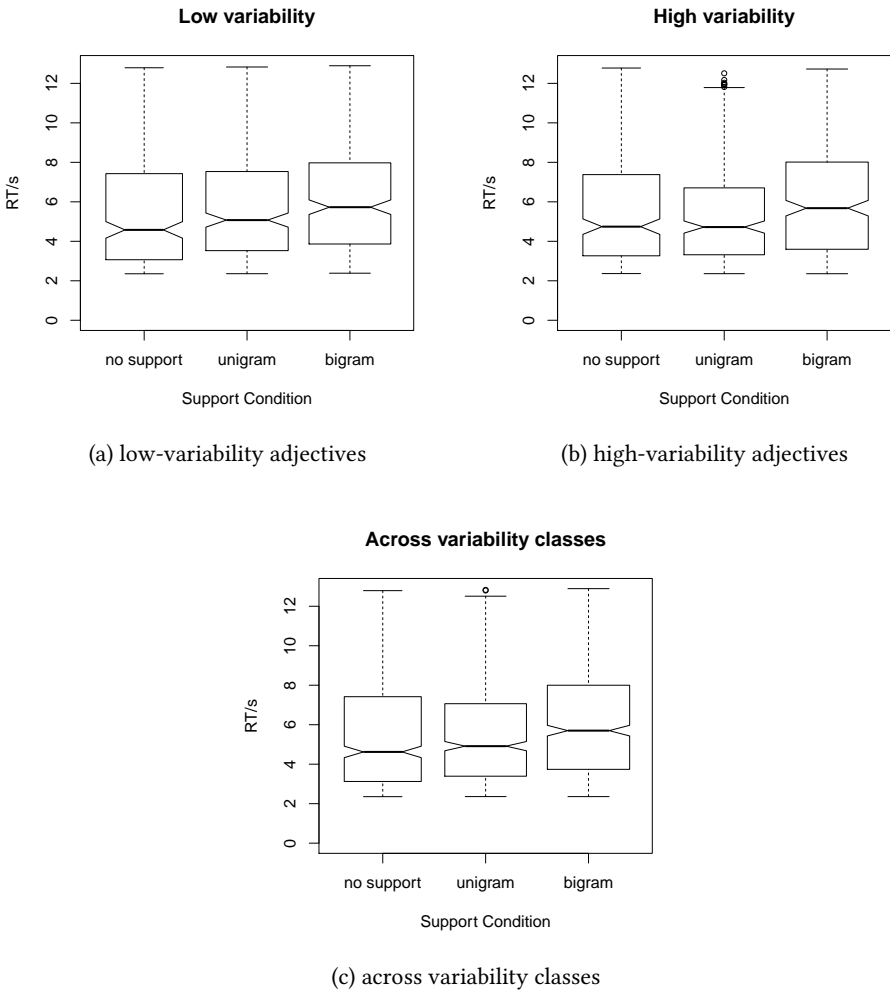 Low variability
RT/s
12
10
8
6
4
2
0
no support unigram bigram
Support Condition
(a) low-variability adjectives
High variability
RT/s
12
10
8
6
4
2
0
no support unigram bigram
Support Condition
(b) high-variability adjectives
Across variability classes
RT/s
12
10
8
6
4
2
0
no support unigram bigram
Support Condition
(c) across variability classes